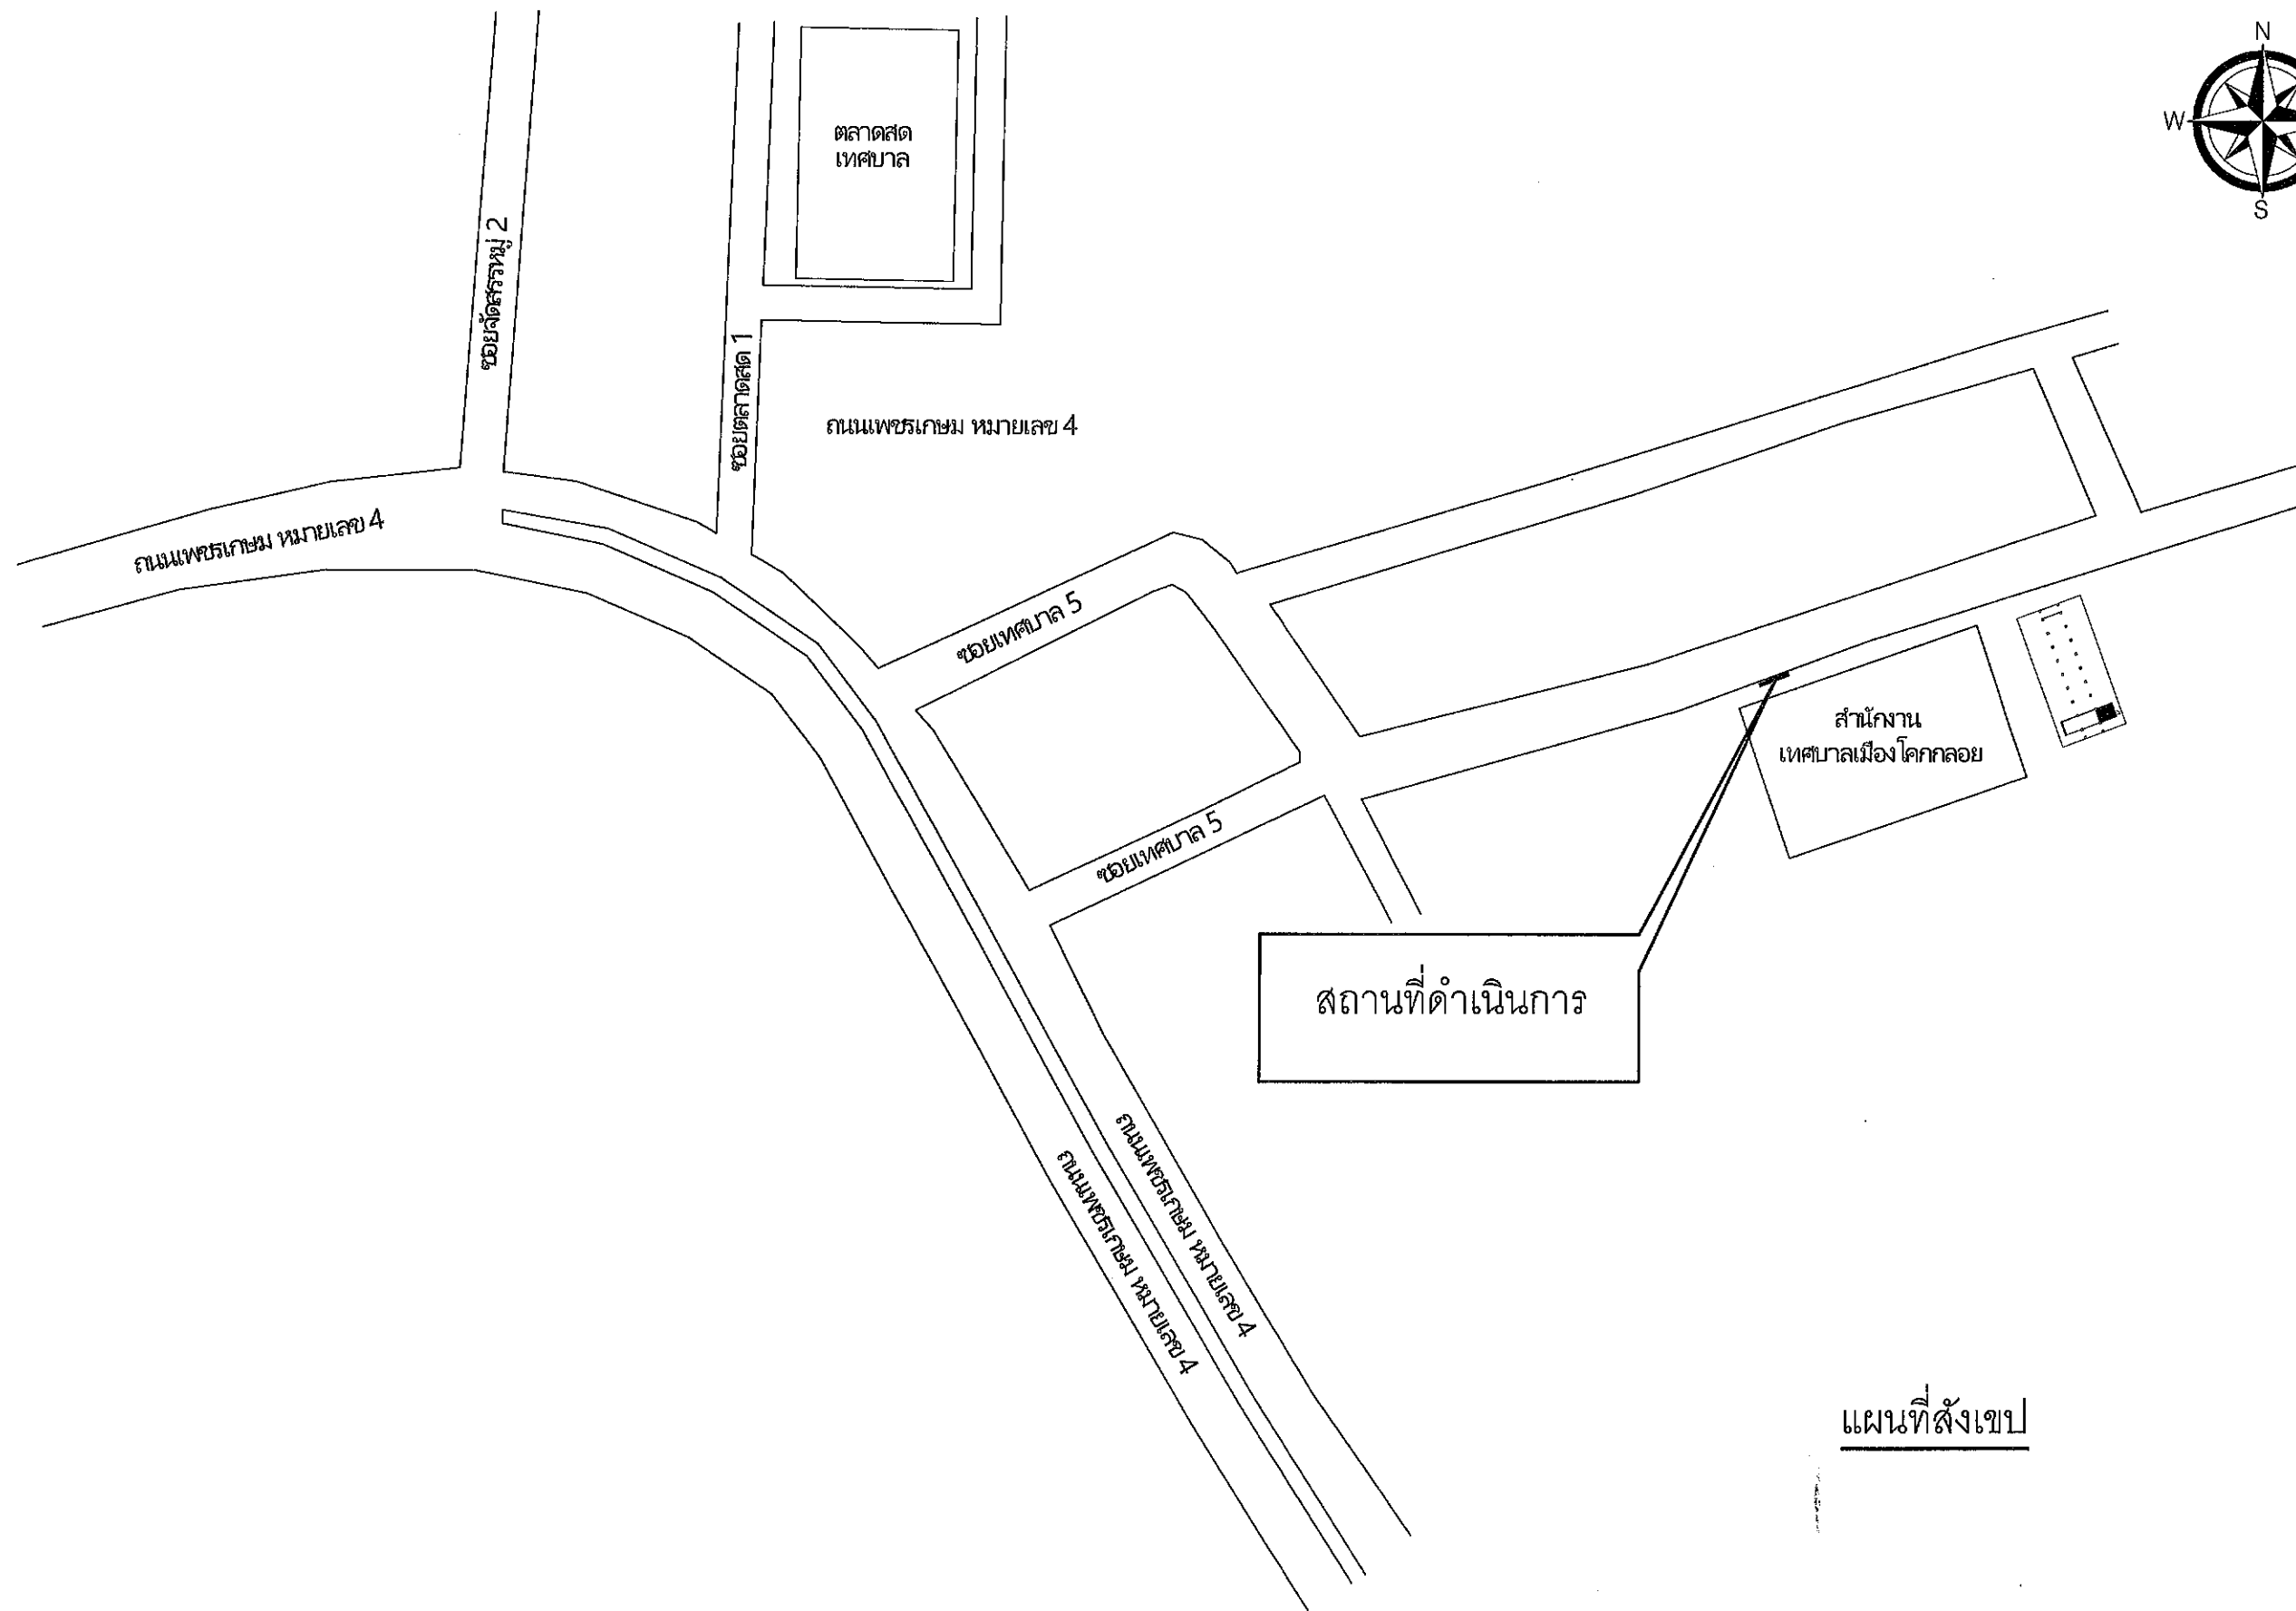 N
W
S
ตลาดสด
เทศบาล
ซอยจัดสรรหมู่ 2
ซอยตลาดสด 1
ถนนเพชรเกษม หมายเลข 4
ถนนเพชรเกษม หมายเลข 4
ซอยเทศบาล 5
สำนักงาน
เทศบาลเมืองโคกกลอย
ซอยเทศบาล 5
สถานที่ดำเนินการ
ถนนเพชรเกษม หมายเลข 4
ถนนเพชรเกษม หมายเลข 4
แผนที่สังเขป